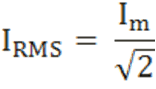 I_RMS = I_m / √2